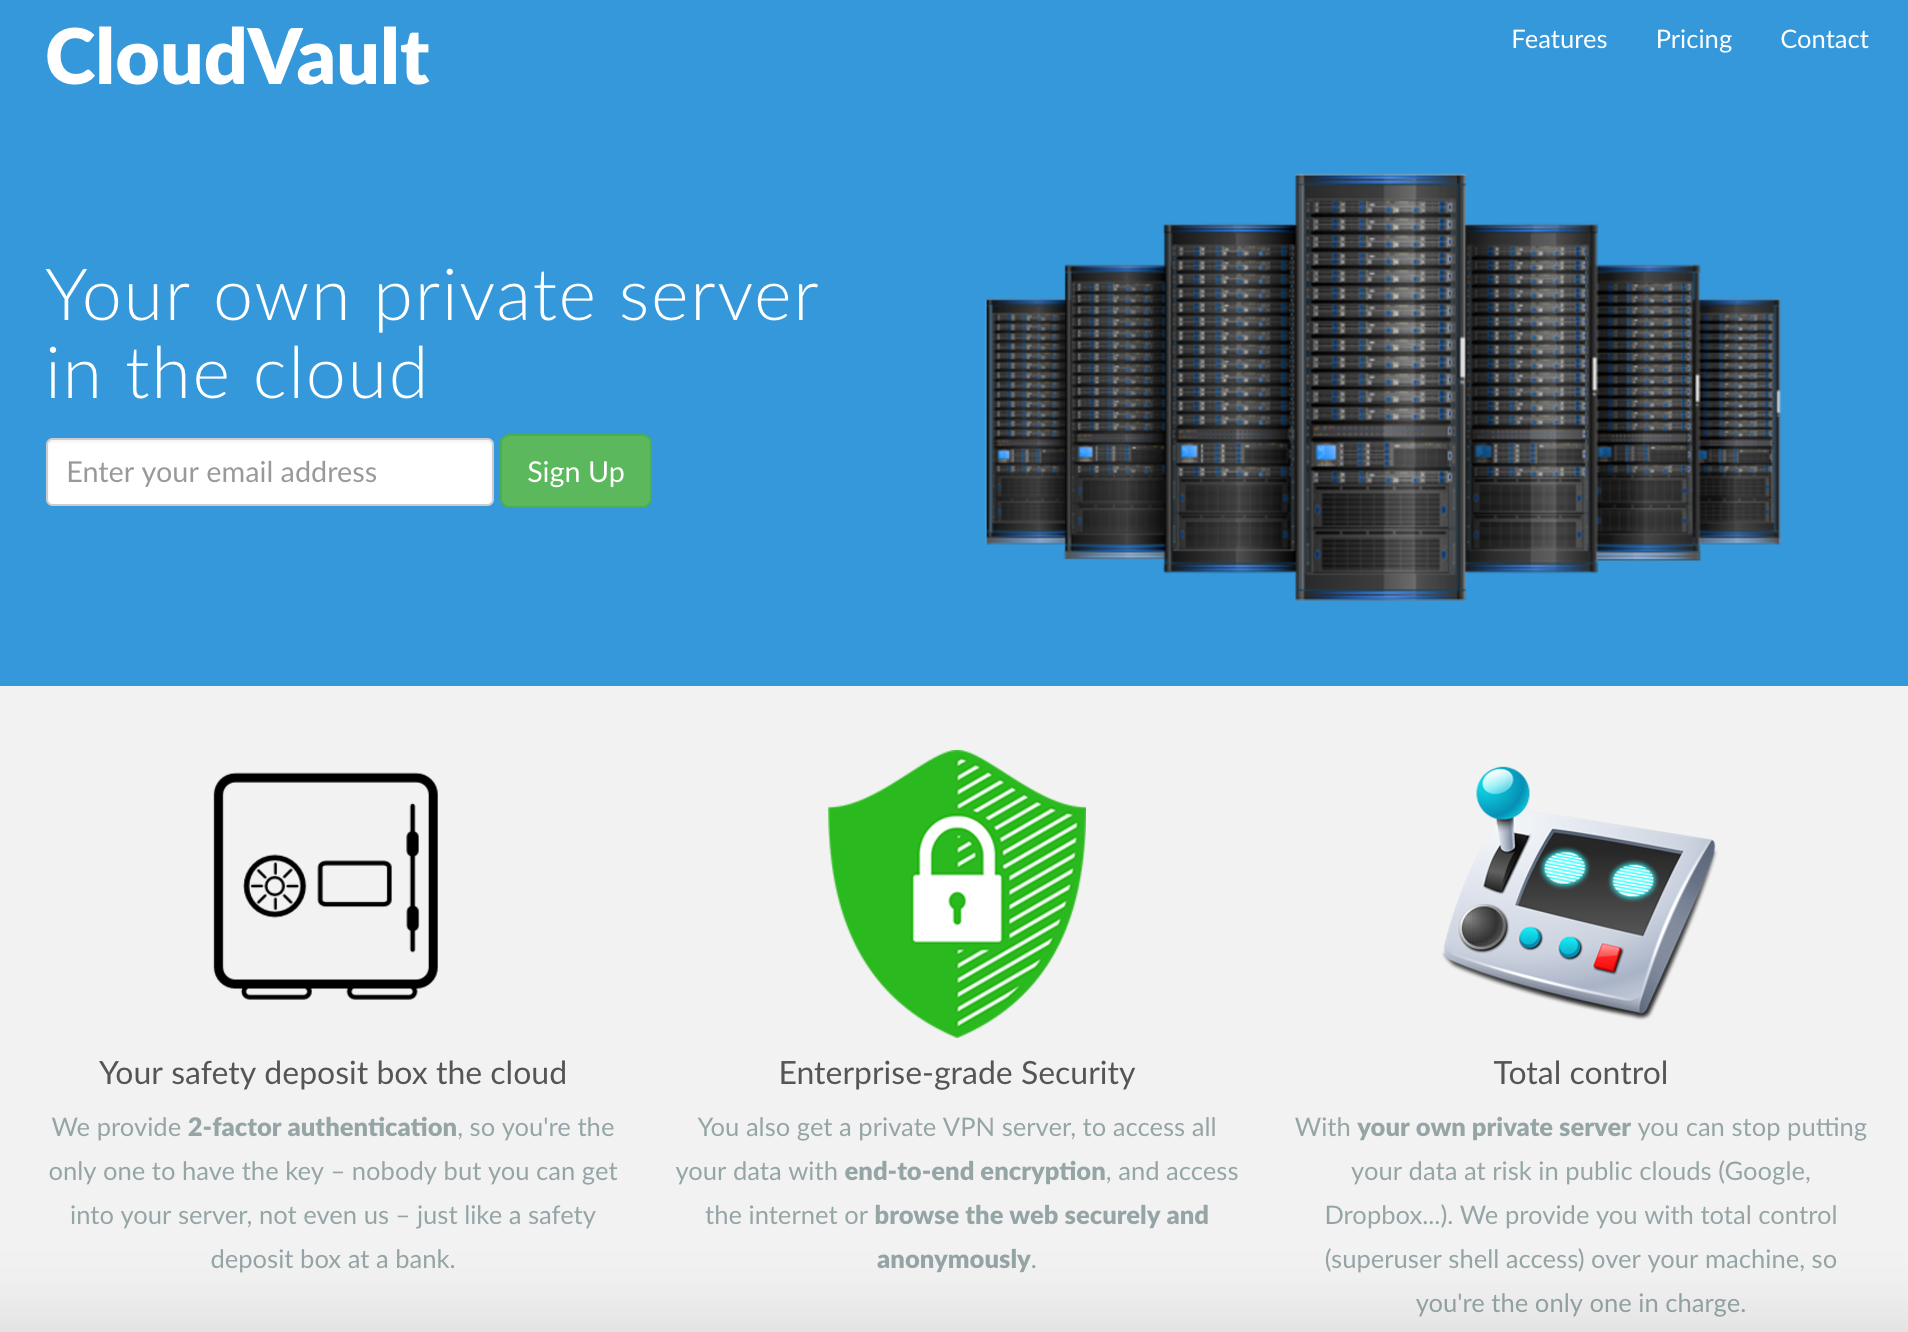 CloudVault
Features Pricing Contact
Your own private server
in the cloud
Enter your email address
Sign Up
Your safety deposit box the cloud
We provide 2-factor authentication, so you're the
only one to have the key – nobody but you can get
into your server, not even us – just like a safety
deposit box at a bank.
Enterprise-grade Security
You also get a private VPN server, to access all
your data with end-to-end encryption, and access
the internet or browse the web securely and
anonymously.
Total control
With your own private server you can stop putting
your data at risk in public clouds (Google,
Dropbox...). We provide you with total control
(superuser shell access) over your machine, so
you're the only one in charge.